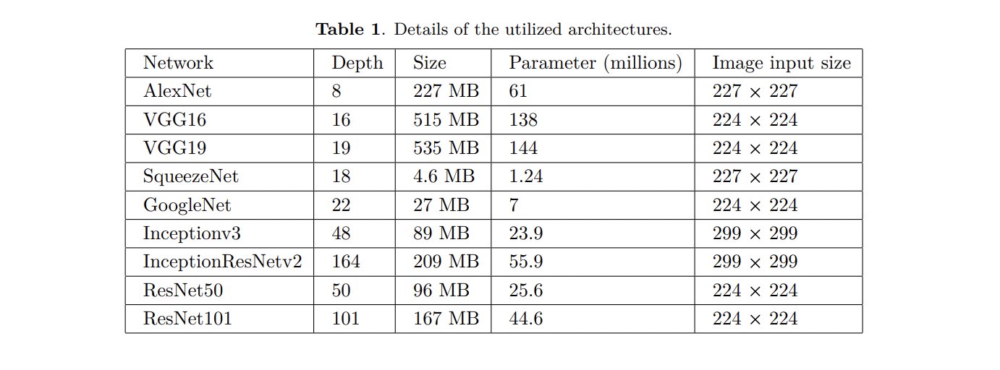 Table 1. Details of the utilized architectures.
Network Depth Size Parameter (millions) Image input size
AlexNet 8 227 MB 61 227 × 227
VGG16 16 515 MB 138 224 × 224
VGG19 19 535 MB 144 224 × 224
SqueezeNet 18 4.6 MB 1.24 227 × 227
GoogleNet 22 27 MB 7 224 × 224
Inceptionv3 48 89 MB 23.9 299 × 299
InceptionResNetv2 164 209 MB 55.9 299 × 299
ResNet50 50 96 MB 25.6 224 × 224
ResNet101 101 167 MB 44.6 224 × 224